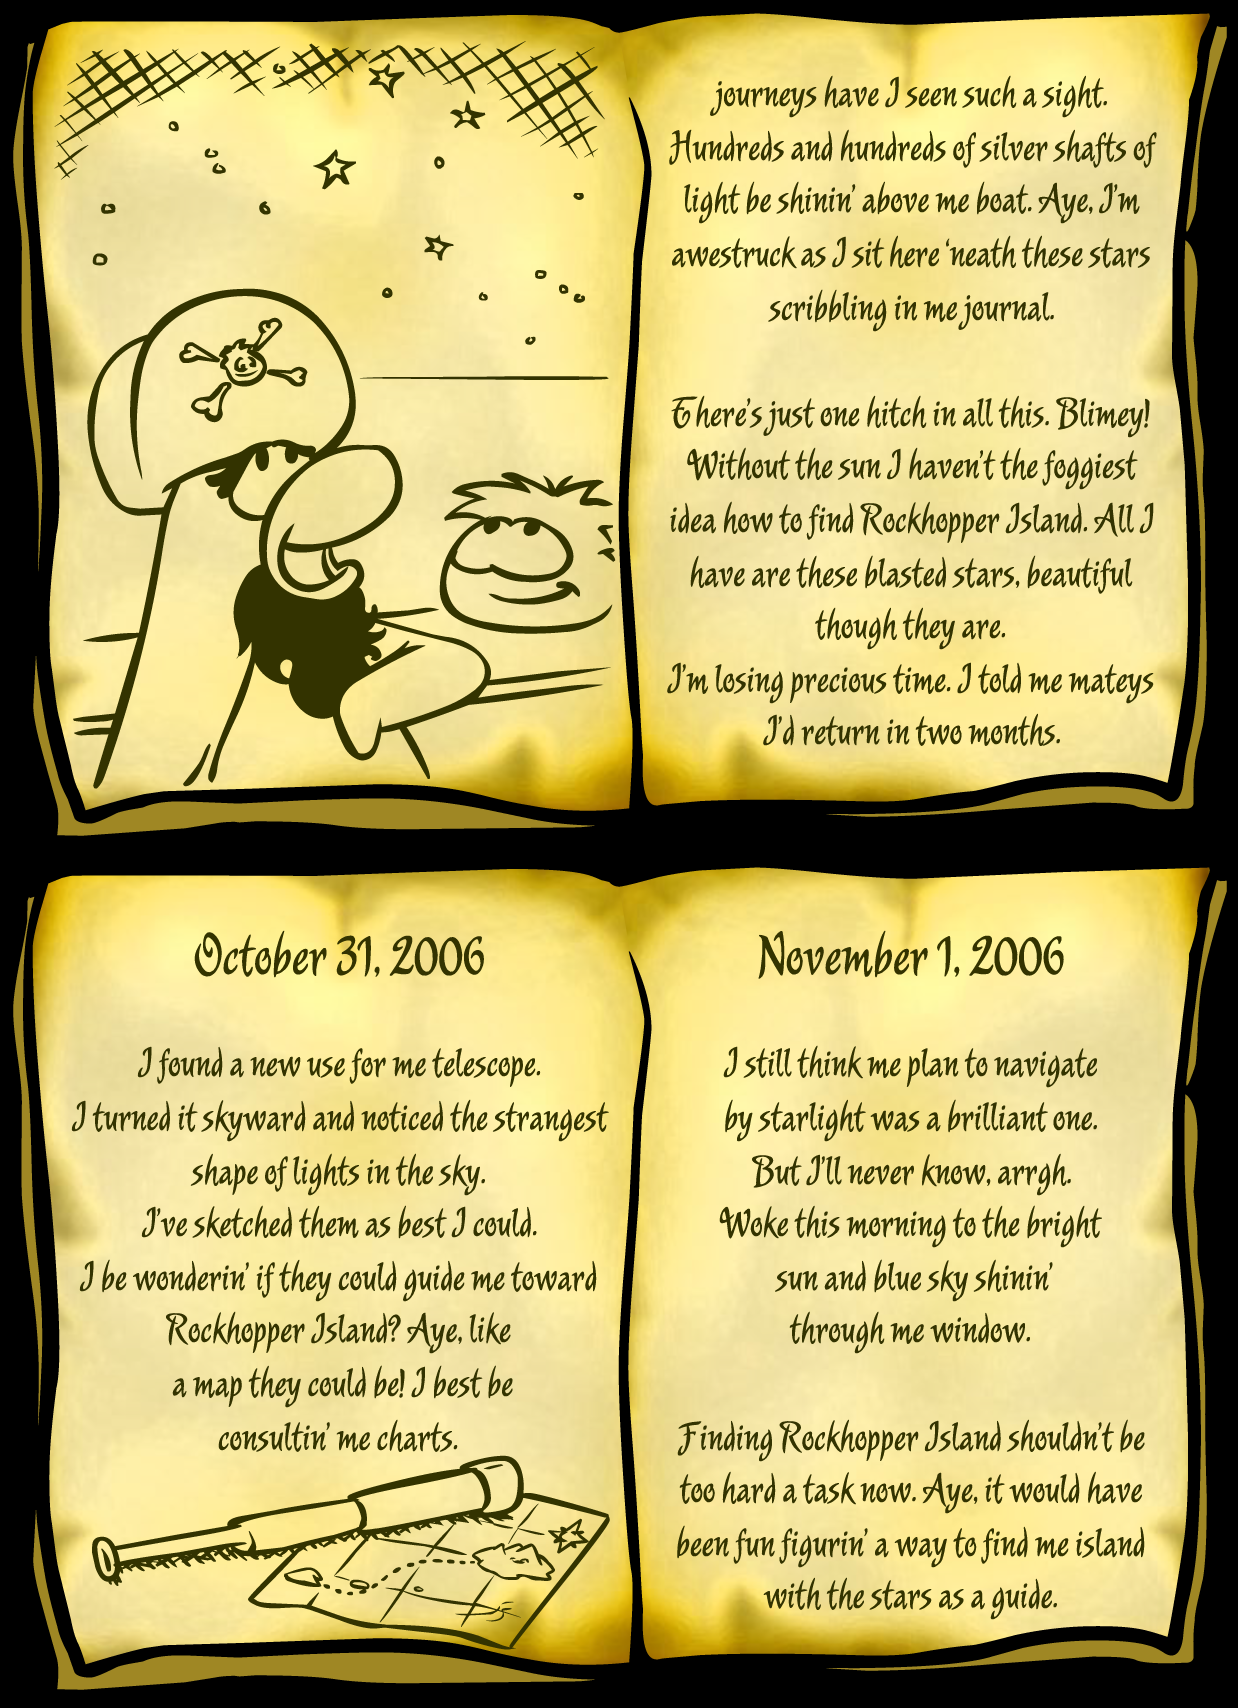 journeys have I seen such a sight.
Hundreds and hundreds of silver shafts of
light be shinin' above me boat. Aye, I'm
awestruck as I sit here 'neath these stars
scribbling in me journal.
There's just one hitch in all this. Blimey!
Without the sun I haven't the foggiest
idea how to find Rockhopper Island. All I
have are these blasted stars, beautiful
though they are.
I'm losing precious time. I told me mateys
I'd return in two months.
October 31, 2006
I found a new use for me telescope.
I turned it skyward and noticed the strangest
shape of lights in the sky.
I've sketched them as best I could.
I be wonderin' if they could guide me toward
Rockhopper Island? Aye, like
a map they could be! I best be
consultin' me charts.
November 1, 2006
I still think me plan to navigate
by starlight was a brilliant one.
But I'll never know, arrgh.
Woke this morning to the bright
sun and blue sky shinin'
through me window.
Finding Rockhopper Island shouldn't be
too hard a task now. Aye, it would have
been fun figurin' a way to find me island
with the stars as a guide.